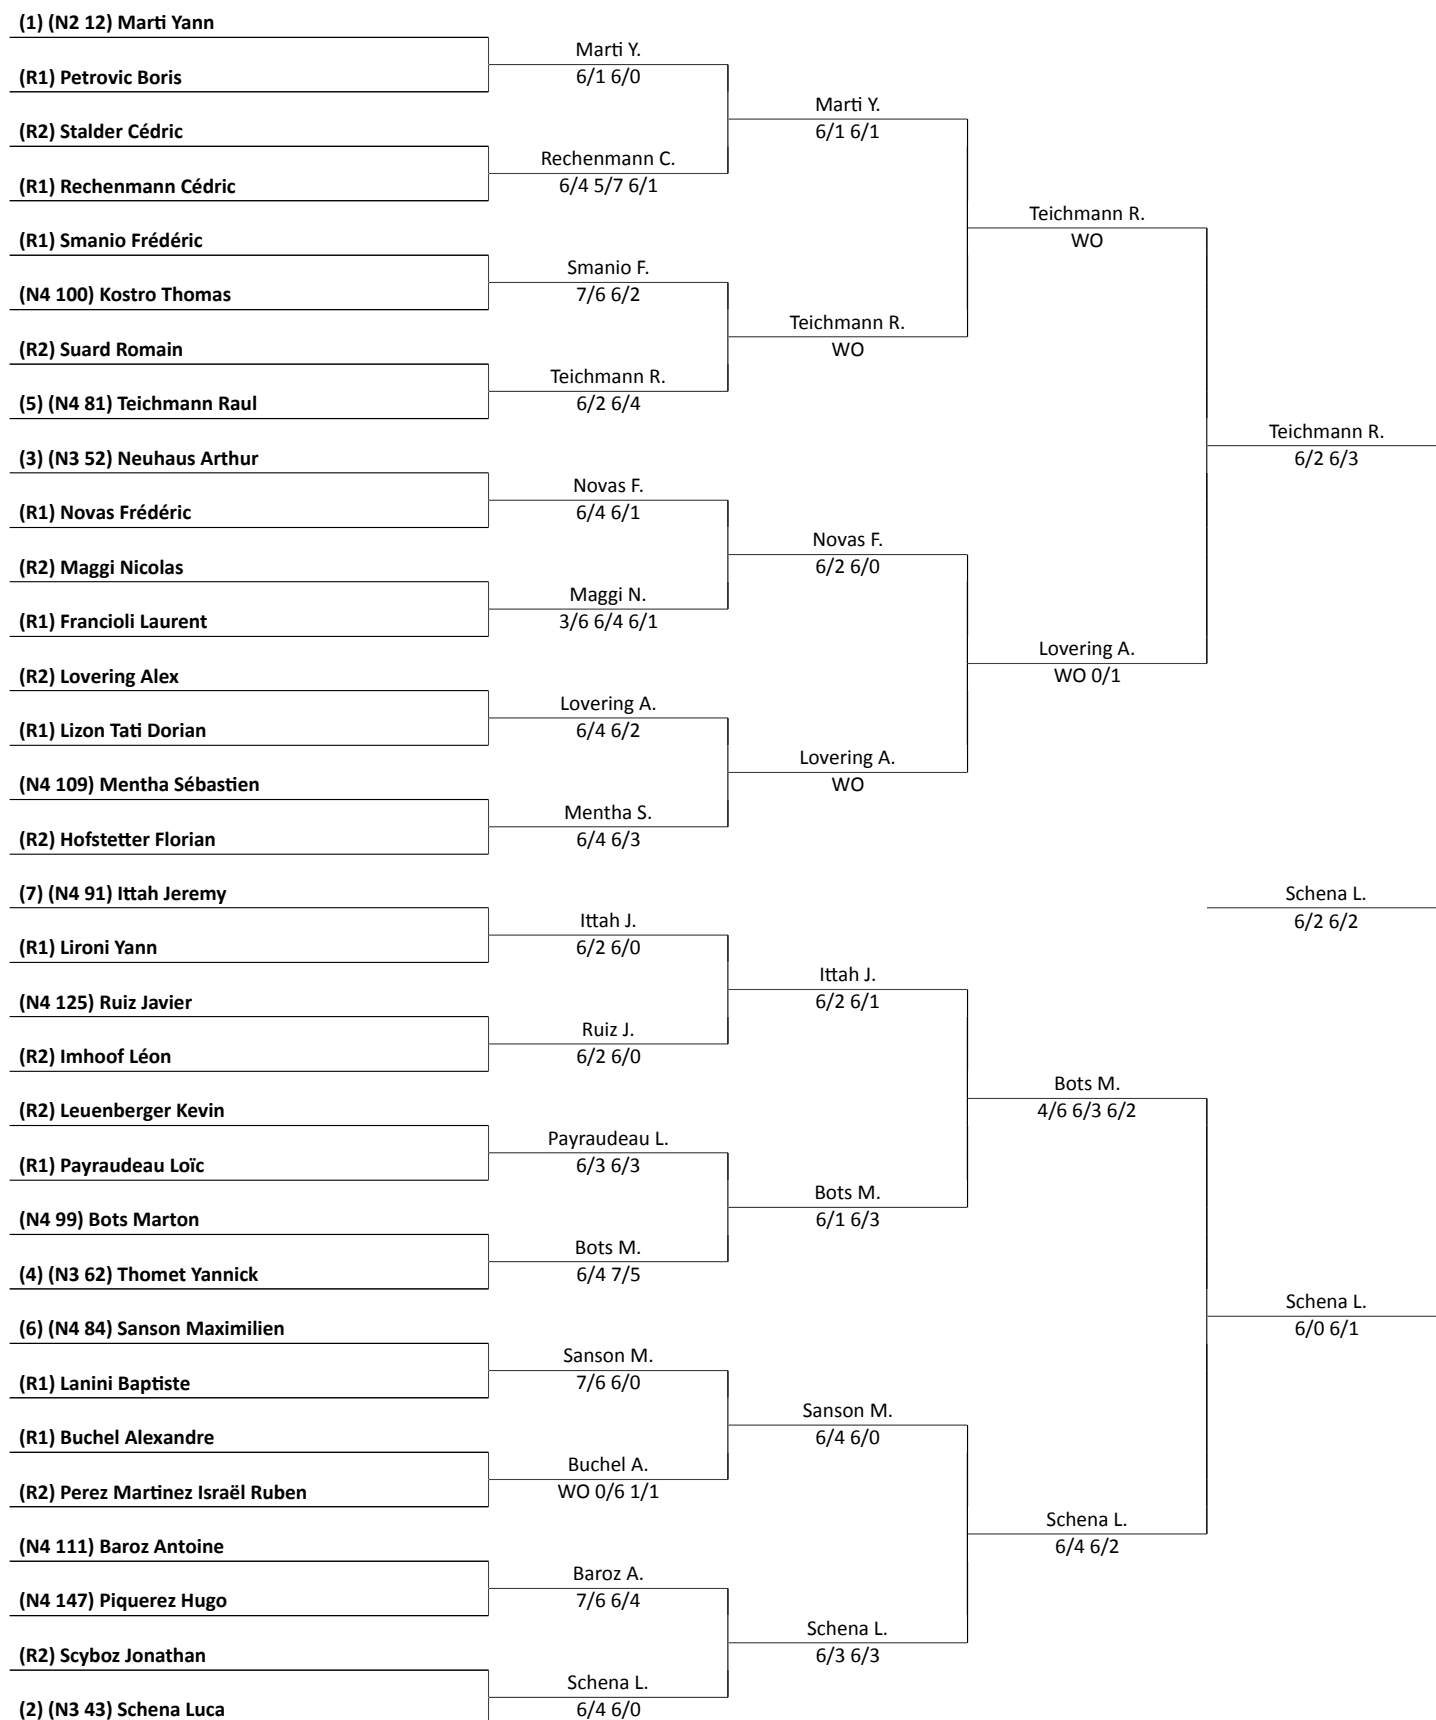 (1) (N2 12) Marti Yann
(R1) Petrovic Boris
(R2) Stalder Cédric
(R1) Rechenmann Cédric
(R1) Smanio Frédéric
(N4 100) Kostro Thomas
(R2) Suard Romain
(5) (N4 81) Teichmann Raul
(3) (N3 52) Neuhaus Arthur
(R1) Novas Frédéric
(R2) Maggi Nicolas
(R1) Francioli Laurent
(R2) Lovering Alex
(R1) Lizon Tati Dorian
(N4 109) Mentha Sébastien
(R2) Hofstetter Florian
(7) (N4 91) Ittah Jeremy
(R1) Lironi Yann
(N4 125) Ruiz Javier
(R2) Imhoof Léon
(R2) Leuenberger Kevin
(R1) Payraudeau Loïc
(N4 99) Bots Marton
(4) (N3 62) Thomet Yannick
(6) (N4 84) Sanson Maximilien
(R1) Lanini Baptiste
(R1) Buchel Alexandre
(R2) Perez Martinez Israël Ruben
(N4 111) Baroz Antoine
(N4 147) Piquerez Hugo
(R2) Scyboz Jonathan
(2) (N3 43) Schena Luca
Marti Y.
6/1 6/0
Rechenmann C.
6/4 5/7 6/1
Smanio F.
7/6 6/2
Teichmann R.
6/2 6/4
Novas F.
6/4 6/1
Maggi N.
3/6 6/4 6/1
Lovering A.
6/4 6/2
Mentha S.
6/4 6/3
Ittah J.
6/2 6/0
Ruiz J.
6/2 6/0
Payraudeau L.
6/3 6/3
Bots M.
6/4 7/5
Sanson M.
7/6 6/0
Buchel A.
WO 0/6 1/1
Baroz A.
7/6 6/4
Schena L.
6/4 6/0
Marti Y.
6/1 6/1
Teichmann R.
WO
Novas F.
6/2 6/0
Lovering A.
WO
Ittah J.
6/2 6/1
Bots M.
6/1 6/3
Sanson M.
6/4 6/0
Schena L.
6/3 6/3
Teichmann R.
WO
Lovering A.
WO 0/1
Bots M.
4/6 6/3 6/2
Schena L.
6/4 6/2
Teichmann R.
6/2 6/3
Schena L.
6/2 6/2
Schena L.
6/0 6/1